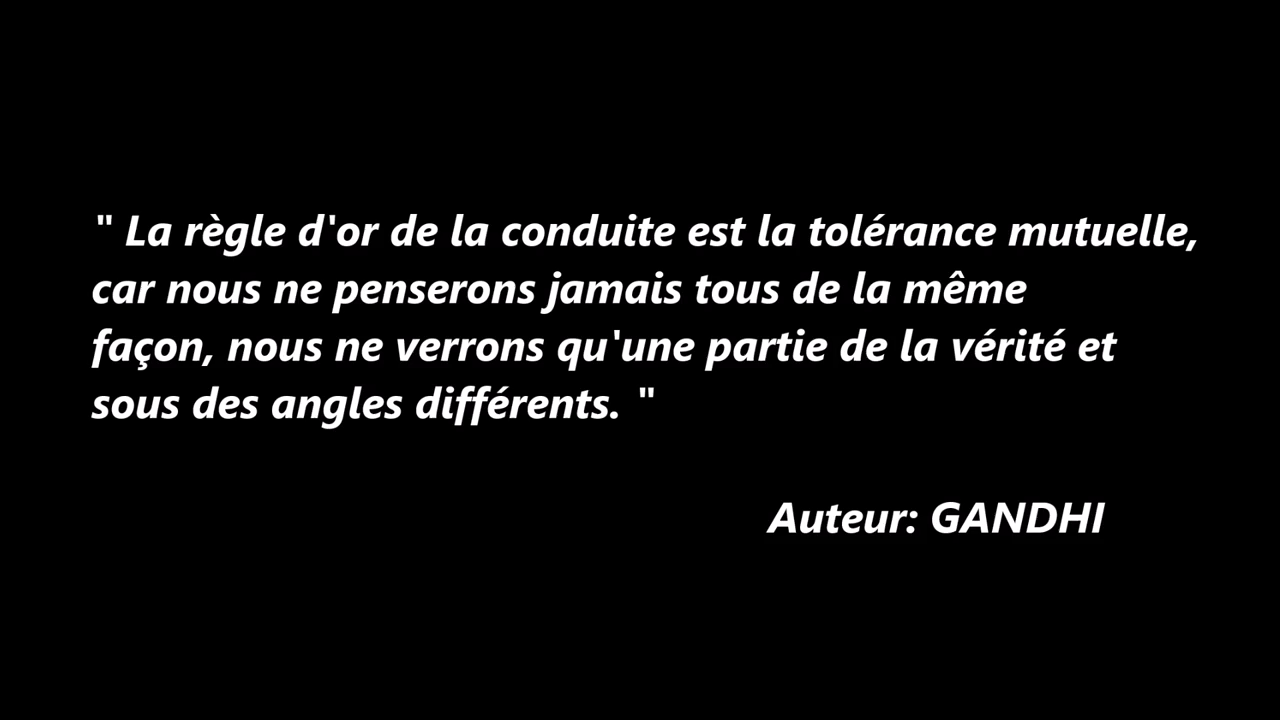 " La règle d'or de la conduite est la tolérance mutuelle,
car nous ne penserons jamais tous de la même
façon, nous ne verrons qu'une partie de la vérité et
sous des angles différents. "
Auteur: GANDHI